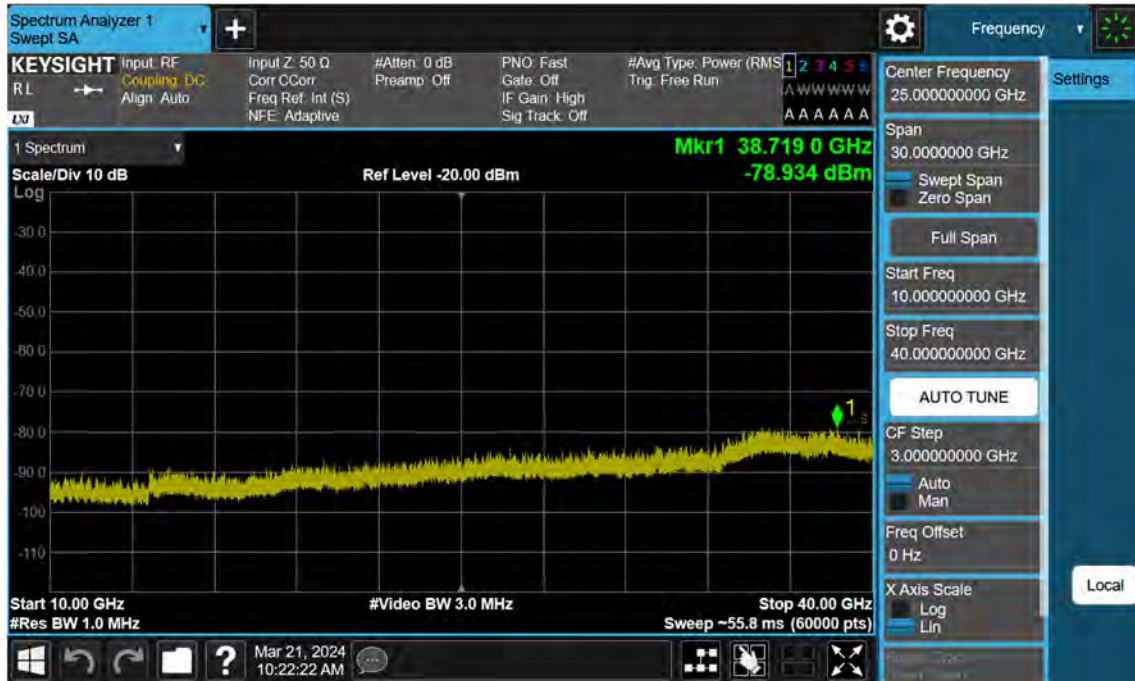 Spectrum Analyzer 1
Swept SA
+
Frequency
KEYSIGHT
R L
LXI
Input: RF
Coupling: DC
Align: Auto
Input Z: 50 Ω
Corr CCorr
Freq Ref: Int (S)
NFE: Adaptive
#Atten: 0 dB
Preamp: Off
PNO: Fast
Gate: Off
IF Gain: High
Sig Track: Off
#Avg Type: Power (RMS
Trig: Free Run
1 2 3 4 5 6
A W W W W W
A A A A A A
1 Spectrum
Scale/Div 10 dB
Ref Level -20.00 dBm
Mkr1 38.719 0 GHz
-78.934 dBm
Log
-30.0
-40.0
-50.0
-60.0
-70.0
-80.0
-90.0
-100
-110
1
Start 10.00 GHz
#Res BW 1.0 MHz
#Video BW 3.0 MHz
Stop 40.00 GHz
Sweep ~55.8 ms (60000 pts)
Center Frequency
25.000000000 GHz
Span
30.0000000 GHz
Swept Span
Zero Span
Full Span
Start Freq
10.000000000 GHz
Stop Freq
40.000000000 GHz
AUTO TUNE
CF Step
3.000000000 GHz
Auto
Man
Freq Offset
0 Hz
X Axis Scale
Log
Lin
Settings
Local
?
Mar 21, 2024
10:22:22 AM